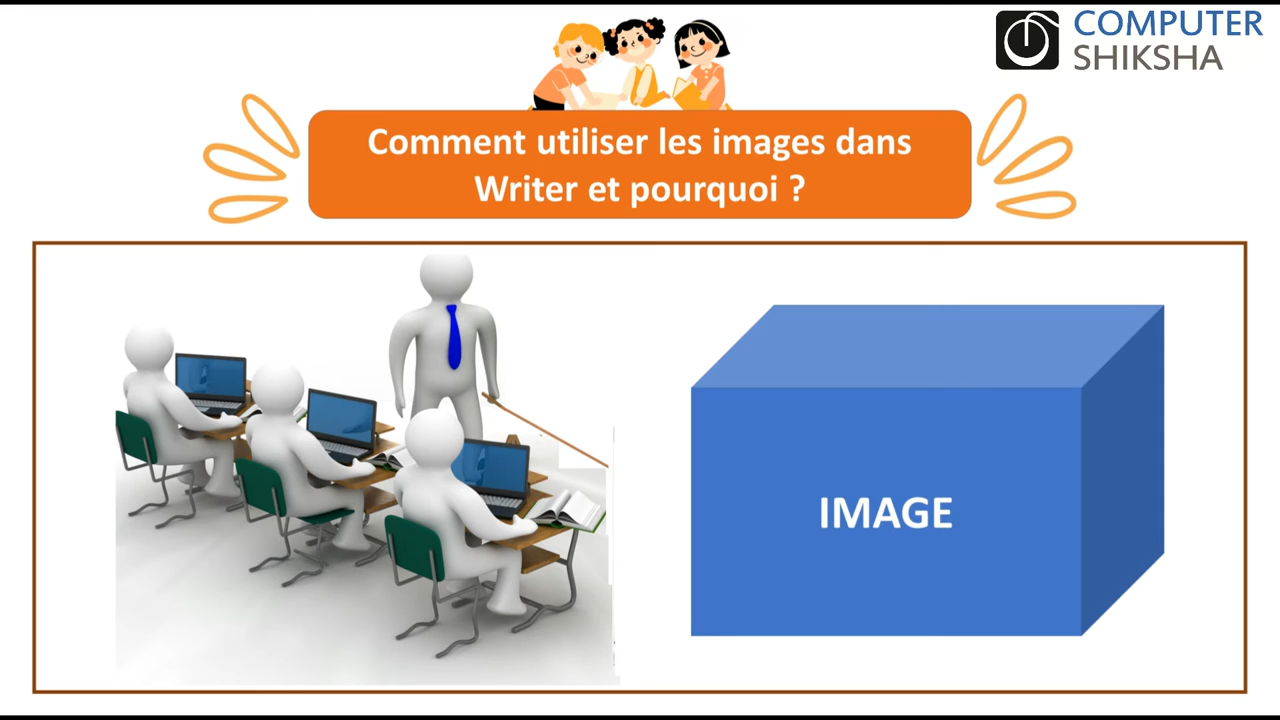 COMPUTER
SHIKSHA
Comment utiliser les images dans
Writer et pourquoi ?
IMAGE